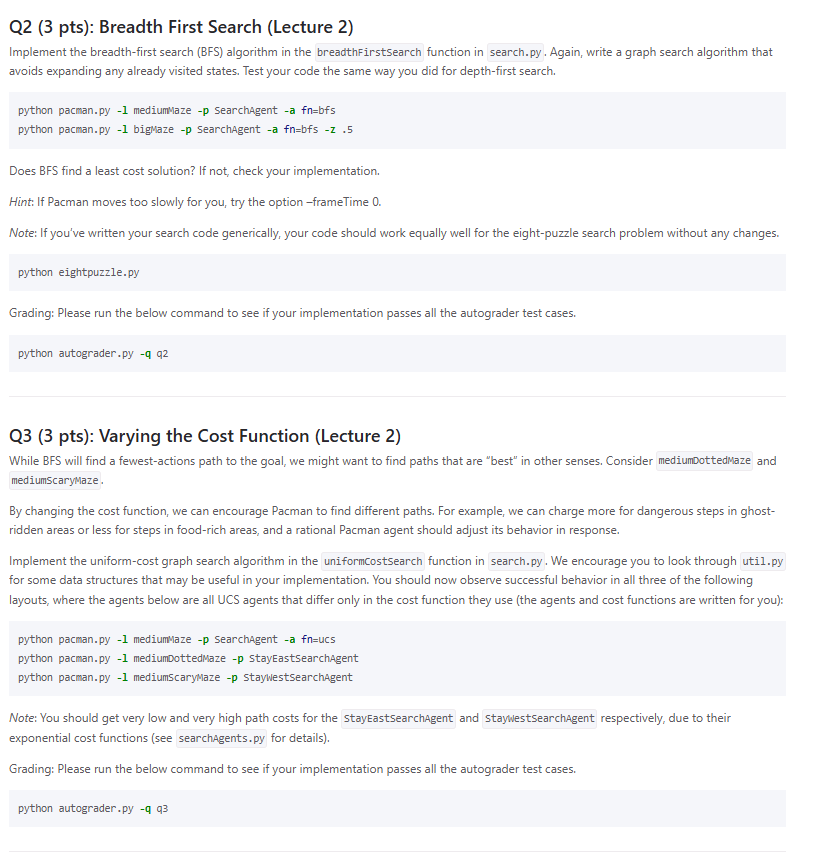 Q2 (3 pts): Breadth First Search (Lecture 2)
Implement the breadth-first search (BFS) algorithm in the breadthFirstSearch function in search.py. Again, write a graph search algorithm that
avoids expanding any already visited states. Test your code the same way you did for depth-first search.
python pacman.py -l mediumMaze -p SearchAgent -a fn=bfs
python pacman.py -l bigMaze -p SearchAgent -a fn=bfs -z .5
Does BFS find a least cost solution? If not, check your implementation.
Hint: If Pacman moves too slowly for you, try the option –frameTime 0.
Note: If you’ve written your search code generically, your code should work equally well for the eight-puzzle search problem without any changes.
python eightpuzzle.py
Grading: Please run the below command to see if your implementation passes all the autograder test cases.
python autograder.py -q q2
Q3 (3 pts): Varying the Cost Function (Lecture 2)
While BFS will find a fewest-actions path to the goal, we might want to find paths that are “best” in other senses. Consider mediumDottedMaze and
mediumScaryMaze.
By changing the cost function, we can encourage Pacman to find different paths. For example, we can charge more for dangerous steps in ghost-
ridden areas or less for steps in food-rich areas, and a rational Pacman agent should adjust its behavior in response.
Implement the uniform-cost graph search algorithm in the uniformCostSearch function in search.py. We encourage you to look through util.py
for some data structures that may be useful in your implementation. You should now observe successful behavior in all three of the following
layouts, where the agents below are all UCS agents that differ only in the cost function they use (the agents and cost functions are written for you):
python pacman.py -l mediumMaze -p SearchAgent -a fn=ucs
python pacman.py -l mediumDottedMaze -p StayEastSearchAgent
python pacman.py -l mediumScaryMaze -p StayWestSearchAgent
Note: You should get very low and very high path costs for the StayEastSearchAgent and StayWestSearchAgent respectively, due to their
exponential cost functions (see searchAgents.py for details).
Grading: Please run the below command to see if your implementation passes all the autograder test cases.
python autograder.py -q q3